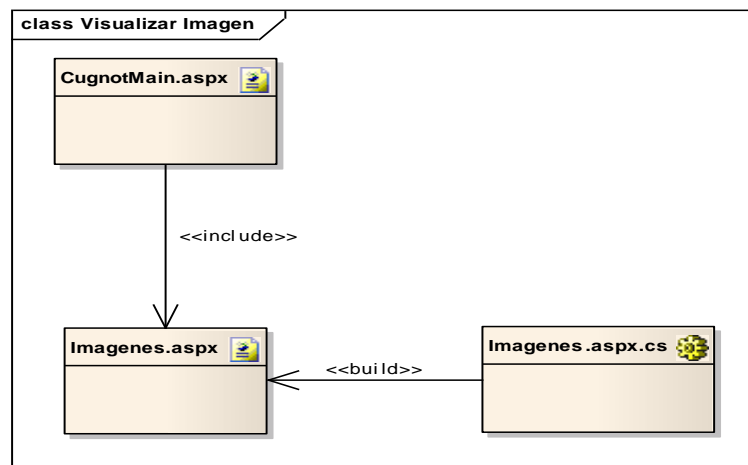 class Visualizar Imagen
CugnotMain.aspx
<<include>>
Imagenes.aspx
<<build>>
Imagenes.aspx.cs